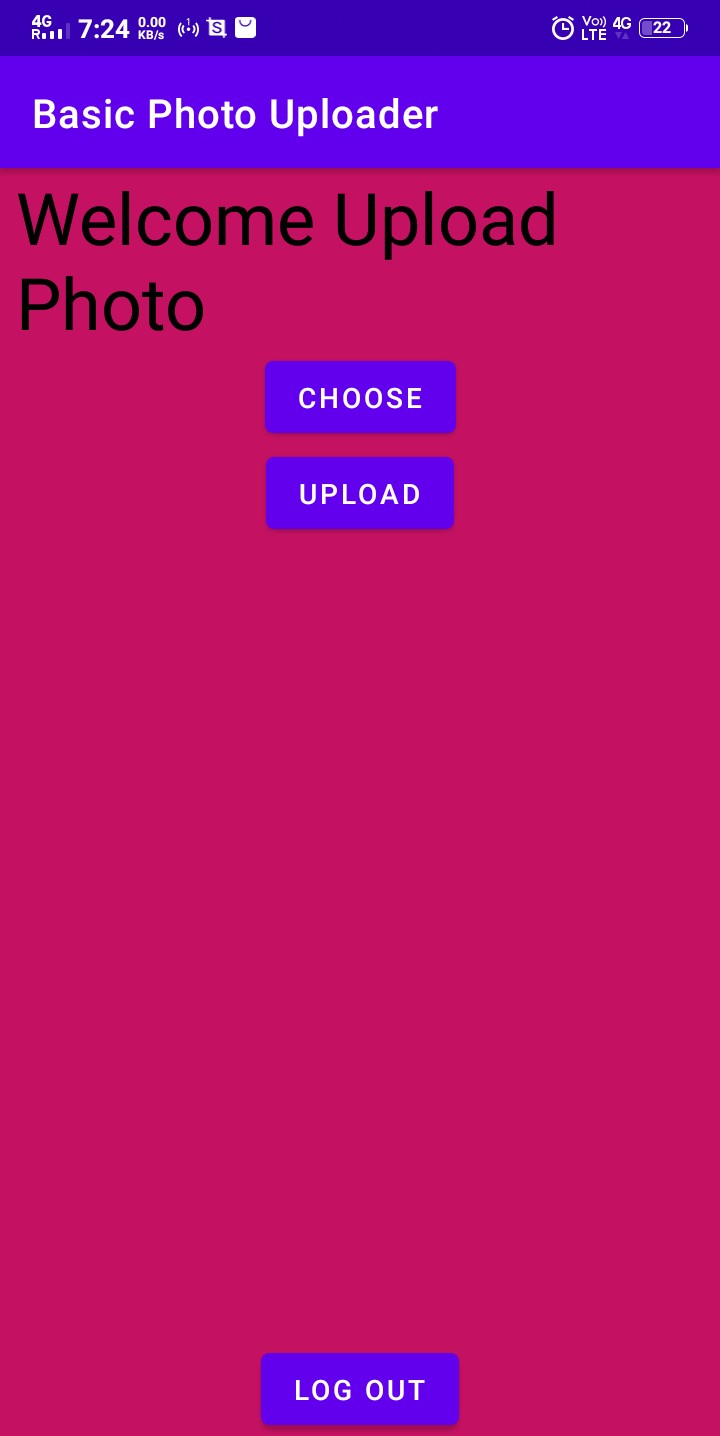 4G R 7:24 0.00 KB/s 1 S Vo)) LTE 4G 22
Basic Photo Uploader
Welcome Upload
Photo
CHOOSE
UPLOAD
LOG OUT